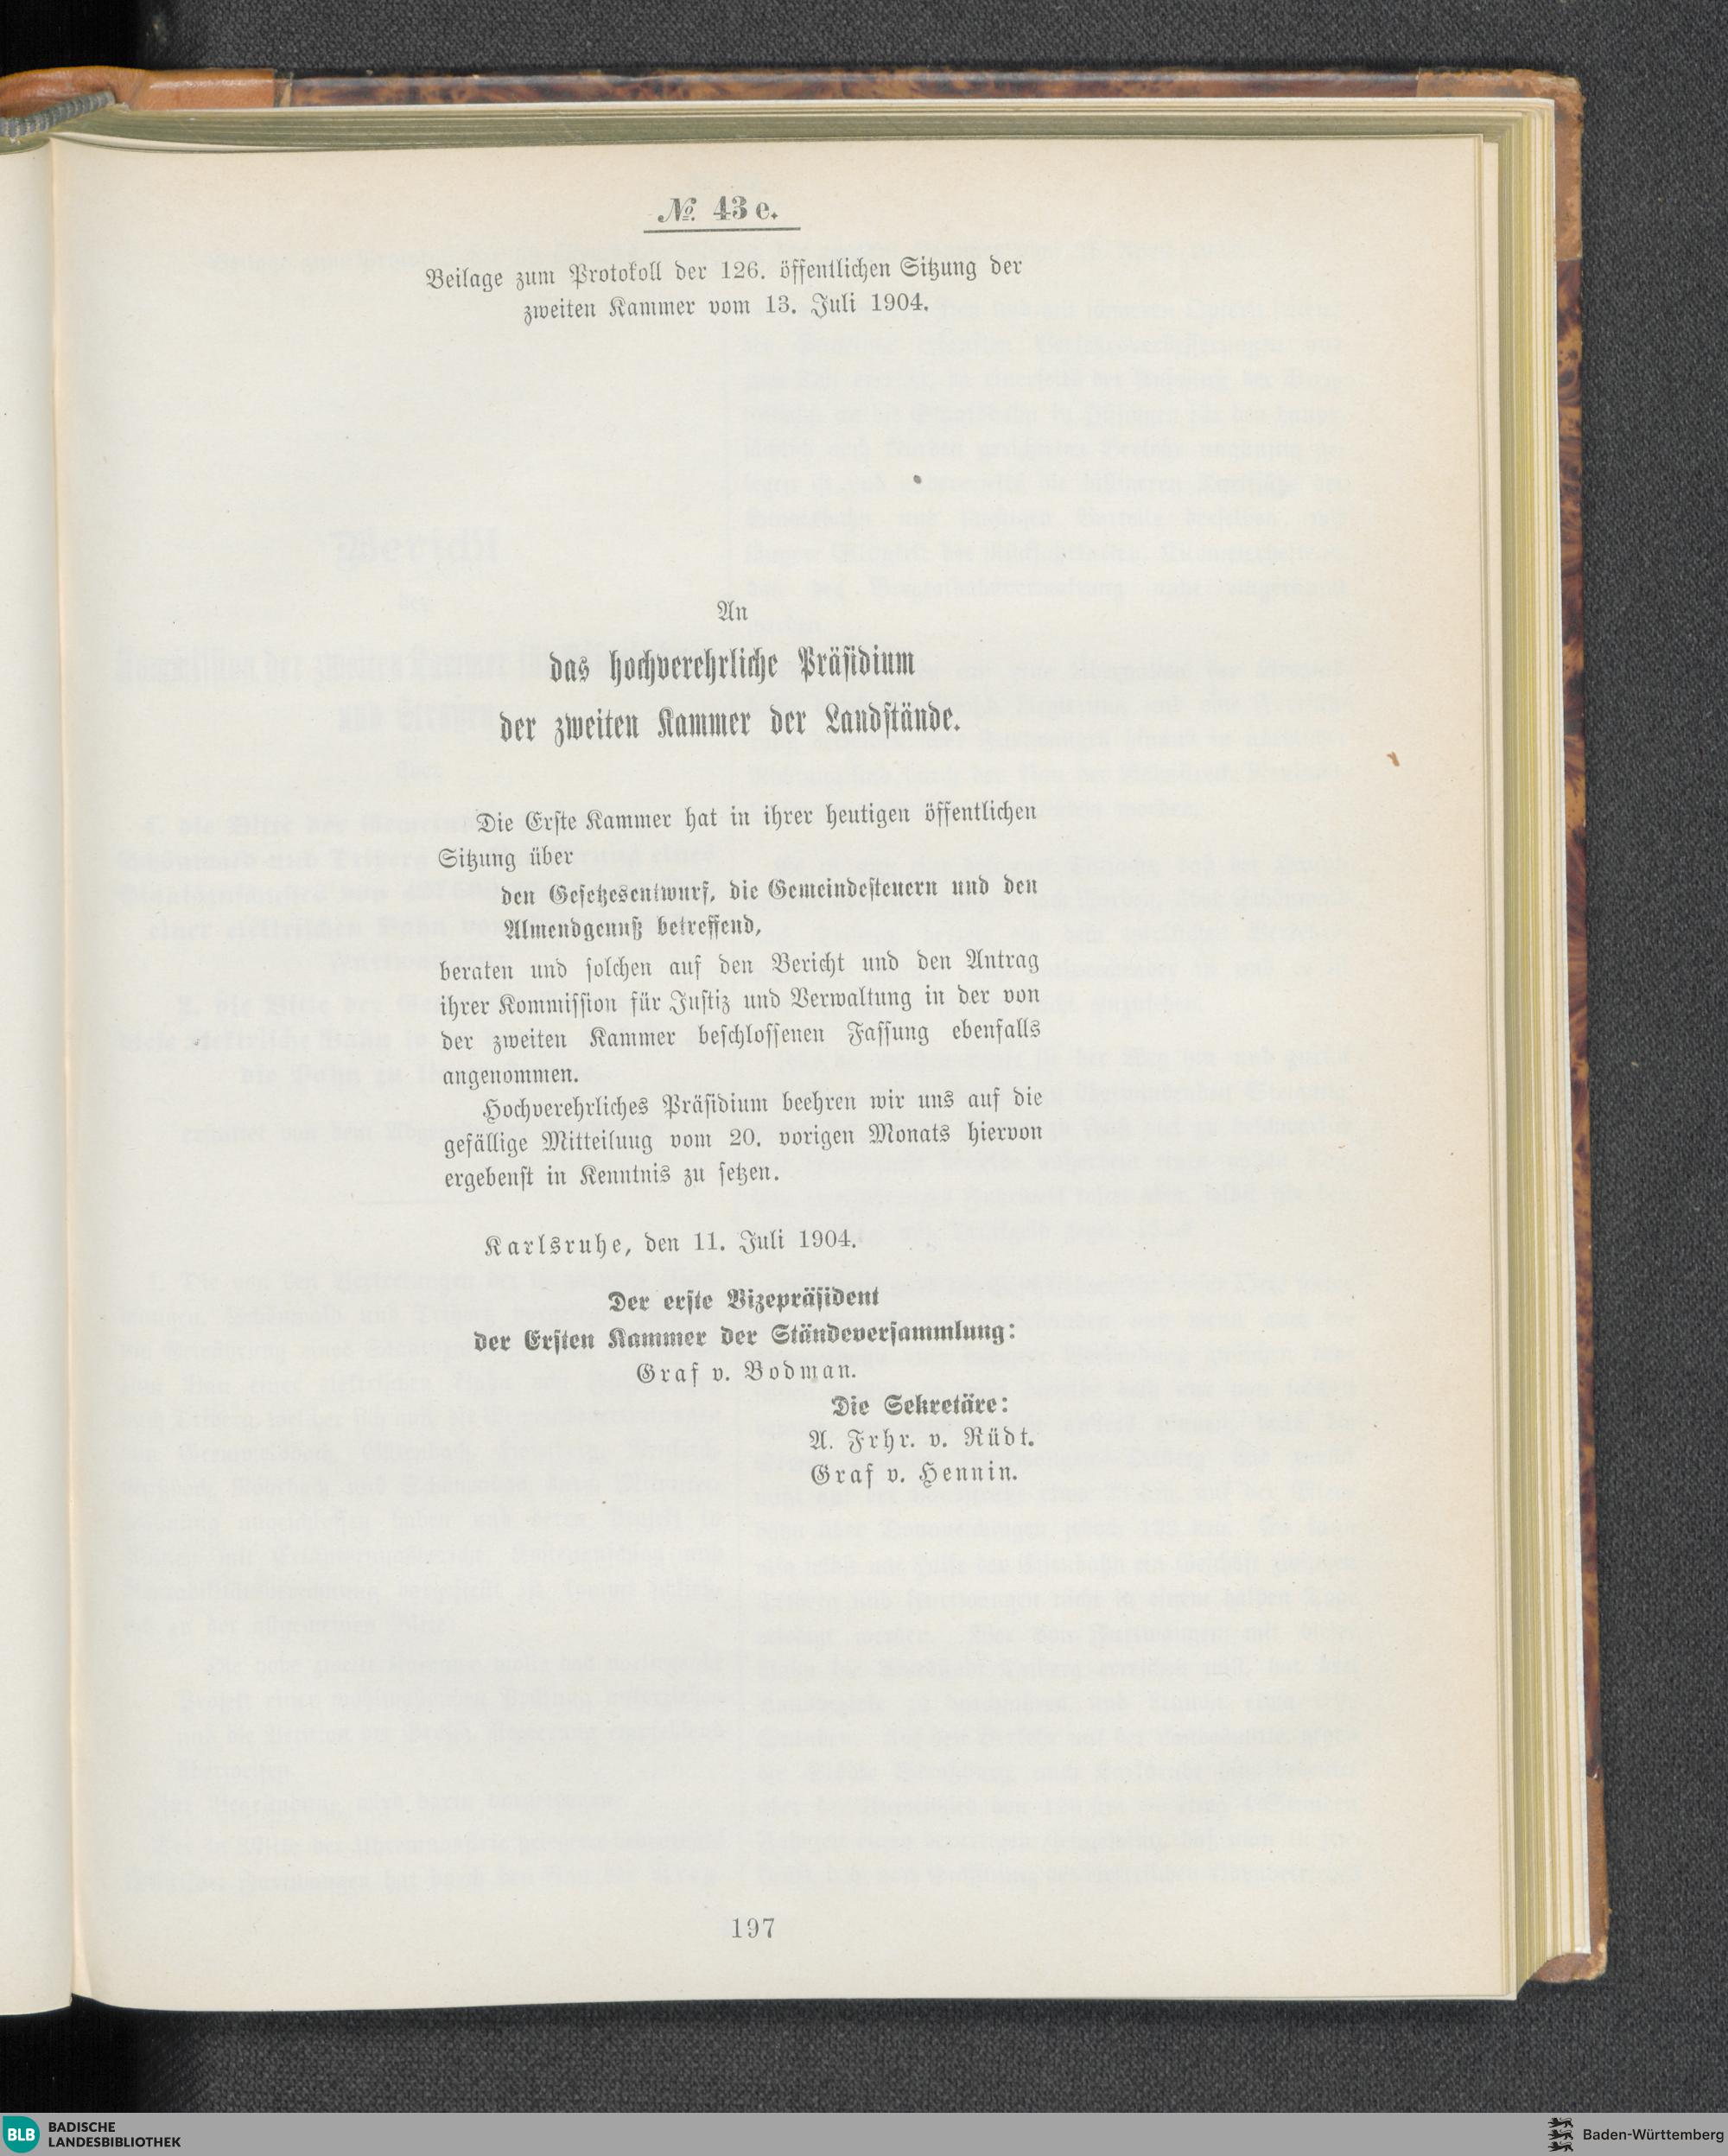 № 43 e.
Beilage zum Protokoll der 126. öffentlichen Sitzung der
zweiten Kammer vom 13. Juli 1904.
An
das hochverehrliche Präsidium
der zweiten Kammer der Landstände.
Die Erste Kammer hat in ihrer heutigen öffentlichen
Sitzung über
den Gesetzesentwurf, die Gemeindesteuern und den
Almendgenuß betreffend,
beraten und solchen auf den Bericht und den Antrag
ihrer Kommission für Justiz und Verwaltung in der von
der zweiten Kammer beschlossenen Fassung ebenfalls
angenommen.
Hochverehrliches Präsidium beehren wir uns auf die
gefällige Mitteilung vom 20. vorigen Monats hiervon
ergebenst in Kenntnis zu setzen.
Karlsruhe, den 11. Juli 1904.
Der erste Vizepräsident
der Ersten Kammer der Ständeversammlung:
Graf v. Bodman.
Die Sekretäre:
A. Frhr. v. Rüdt.
Graf v. Hennin.
197
BLB BADISCHE
LANDESBIBLIOTHEK
Baden-Württemberg